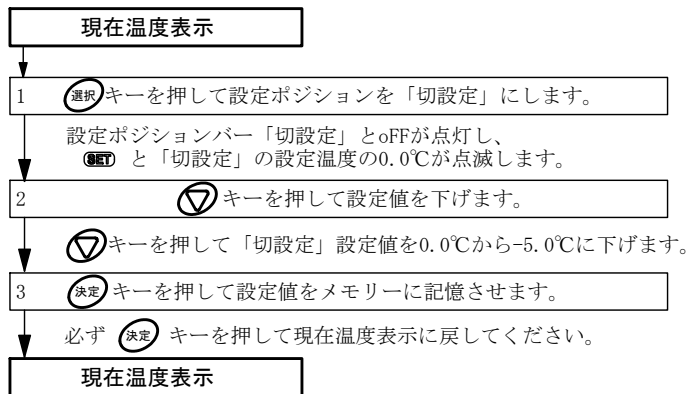 現在温度表示
1 選択キーを押して設定ポジションを「切設定」にします。
設定ポジションバー「切設定」とoFFが点灯し、
SET と「切設定」の設定温度の0.0℃が点滅します。
2 キーを押して設定値を下げます。
キーを押して「切設定」設定値を0.0℃から-5.0℃に下げます。
3 決定 キーを押して設定値をメモリーに記憶させます。
必ず 決定 キーを押して現在温度表示に戻してください。
現在温度表示